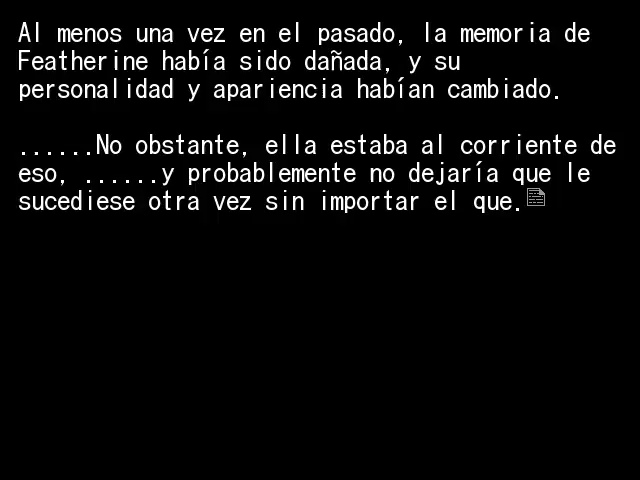 Al menos una vez en el pasado, la memoria de
Featherine había sido dañada, y su
personalidad y apariencia habían cambiado.
......No obstante, ella estaba al corriente de
eso, ......y probablemente no dejaría que le
sucediese otra vez sin importar el que.